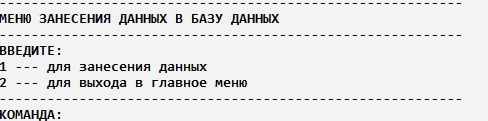 ----------------------------------------------------------
МЕНЮ ЗАНЕСЕНИЯ ДАННЫХ В БАЗУ ДАННЫХ
----------------------------------------------------------
ВВЕДИТЕ:
1 --- для занесения данных
2 --- для выхода в главное меню
----------------------------------------------------------
КОМАНДА: